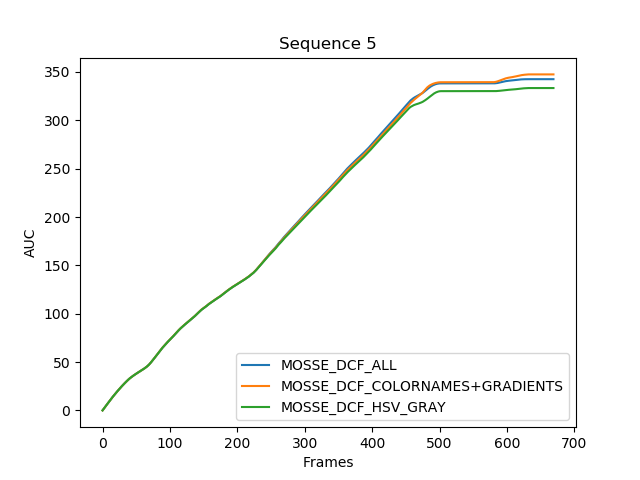 Sequence 5
AUC
350
300
250
200
150
100
50
0
MOSSE_DCF_ALL
MOSSE_DCF_COLORNAMES+GRADIENTS
MOSSE_DCF_HSV_GRAY
0 100 200 300 400 500 600 700
Frames